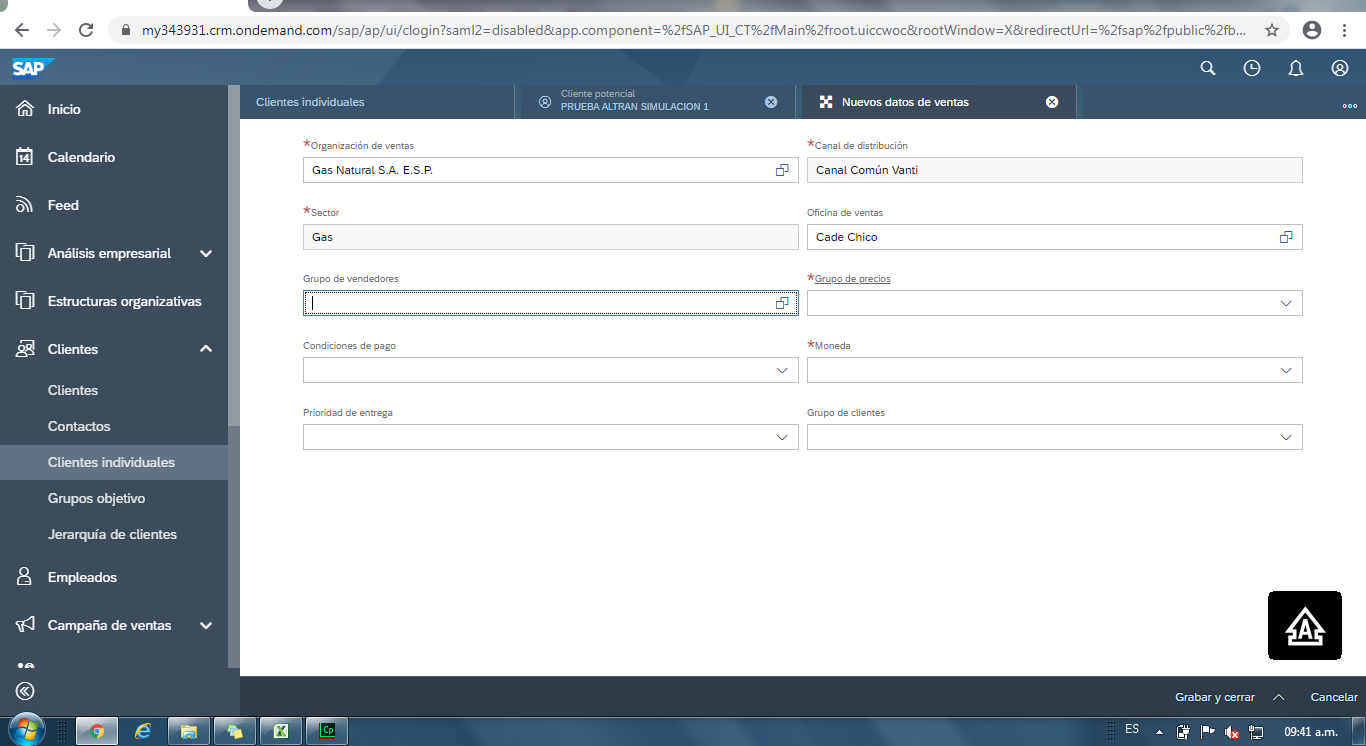 my343931.crm.ondemand.com/sap/ap/ui/clogin?saml2=disabled&app.component=%2fSAP_UI_CT%2fMain%2froot.uiccwoc&rootWindow=X&redirectUrl=%2fsap%2fpublic%2fb...
SAP
Inicio
14
Calendario
Feed
Análisis empresarial
Estructuras organizativas
Clientes
Clientes
Contactos
Clientes individuales
Grupos objetivo
Jerarquía de clientes
Empleados
Campaña de ventas
Clientes individuales
Cliente potencial
PRUEBA ALTRAN SIMULACION 1
Nuevos datos de ventas
*Organización de ventas
Gas Natural S.A. E.S.P.
*Canal de distribución
Canal Común Vanti
*Sector
Gas
Oficina de ventas
Cade Chico
Grupo de vendedores
*Grupo de precios
Condiciones de pago
*Moneda
Prioridad de entrega
Grupo de clientes
A
Grabar y cerrar
Cancelar
Cp
ES
09:41 a.m.